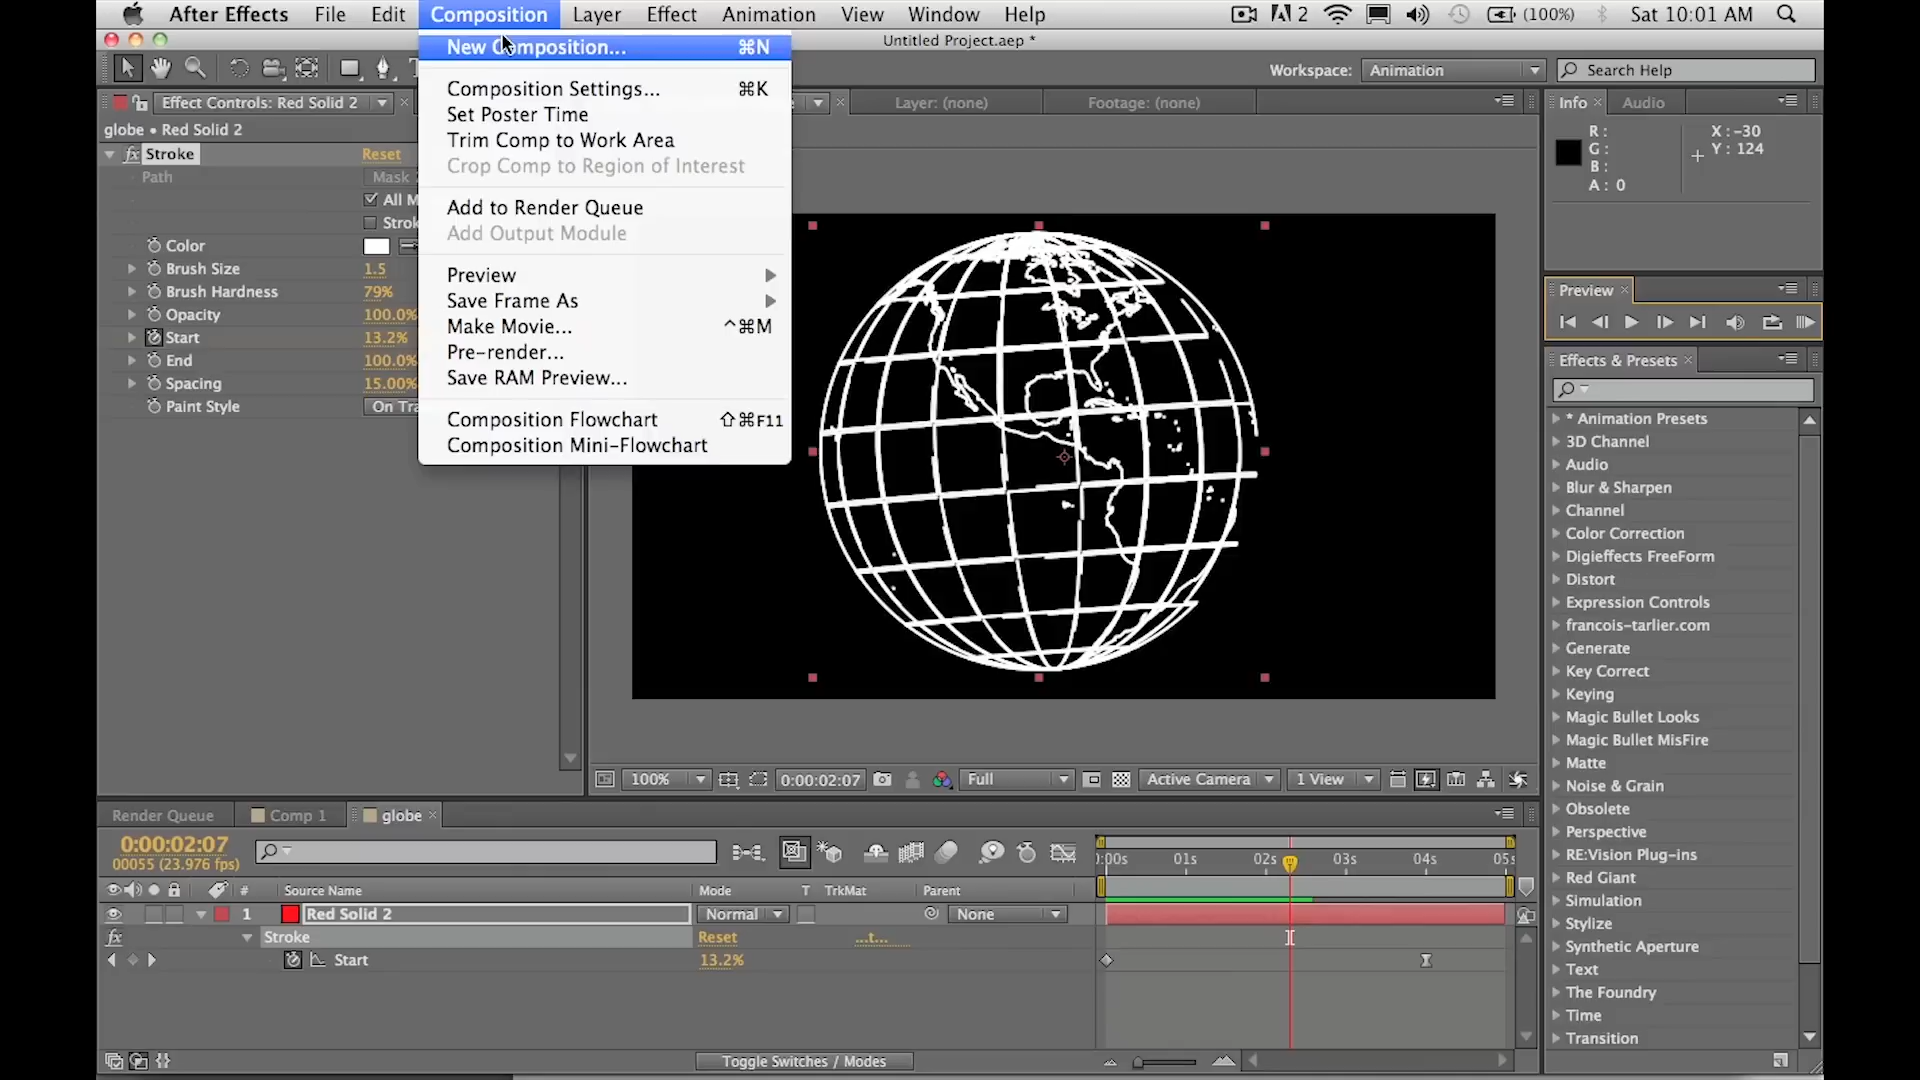 After Effects File Edit Composition Layer Effect Animation View Window Help 2 (100%) Sat 10:01 AM
Untitled Project.aep *
New Composition... ⌘N
Composition Settings... ⌘K
Set Poster Time
Trim Comp to Work Area
Crop Comp to Region of Interest
Add to Render Queue
Add Output Module
Preview
Save Frame As
Make Movie... ^⌘M
Pre-render...
Save RAM Preview...
Composition Flowchart ⇧⌘F11
Composition Mini-Flowchart
Workspace: Animation Search Help
Effect Controls: Red Solid 2
globe • Red Solid 2
fx Stroke Reset
Path Mask
All M
Strok
Color
Brush Size 1.5
Brush Hardness 79%
Opacity 100.0%
Start 13.2%
End 100.0%
Spacing 15.00%
Paint Style On Tra
Layer: (none) Footage: (none)
Info Audio
R: X: -30
G: Y: 124
B:
A: 0
Preview
Effects & Presets
* Animation Presets
3D Channel
Audio
Blur & Sharpen
Channel
Color Correction
Digieffects FreeForm
Distort
Expression Controls
francois-tarlier.com
Generate
Key Correct
Keying
Magic Bullet Looks
Magic Bullet MisFire
Matte
Noise & Grain
Obsolete
Perspective
RE:Vision Plug-ins
Red Giant
Simulation
Stylize
Synthetic Aperture
Text
The Foundry
Time
Transition
100% 0:00:02:07 Full Active Camera 1 View
Render Queue Comp 1 globe
0:00:02:07
00055 (23.976 fps)
:00s 01s 02s 03s 04s 05s
# Source Name Mode T TrkMat Parent
1 Red Solid 2 Normal None
fx Stroke Reset ...t...
Start 13.2%
Toggle Switches / Modes